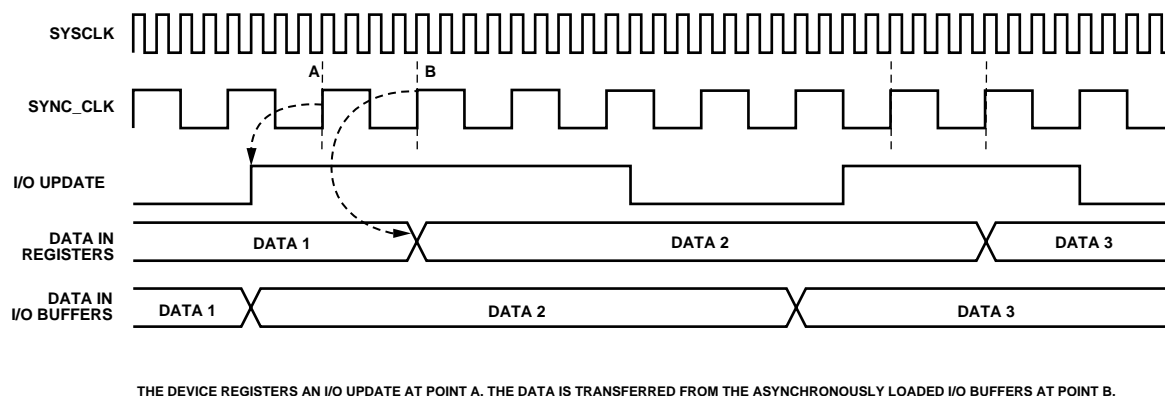 SYSCLK
A
B
SYNC_CLK
I/O UPDATE
DATA IN
REGISTERS
DATA 1
DATA 2
DATA 3
DATA IN
I/O BUFFERS
DATA 1
DATA 2
DATA 3
THE DEVICE REGISTERS AN I/O UPDATE AT POINT A. THE DATA IS TRANSFERRED FROM THE ASYNCHRONOUSLY LOADED I/O BUFFERS AT POINT B.